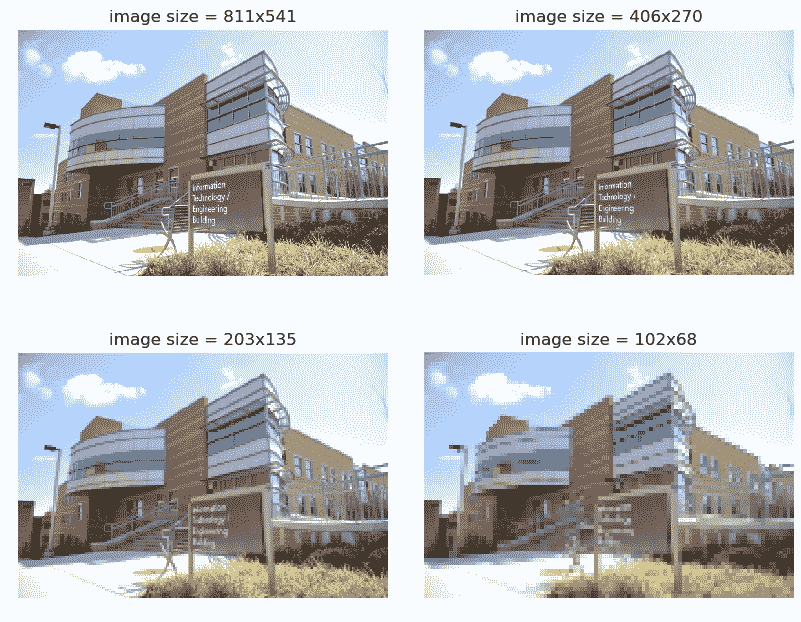 image size = 811x541
image size = 406x270
Information
Technology /
Engineering
Building
Information
Technology /
Engineering
Building
image size = 203x135
image size = 102x68